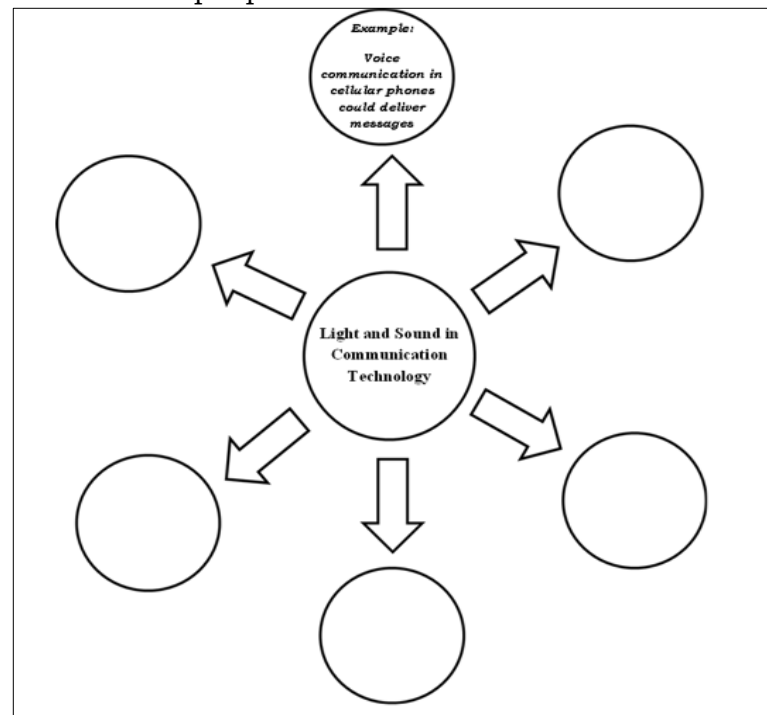 Example:
Voice
communication in
cellular phones
could deliver
messages
Light and Sound in
Communication
Technology